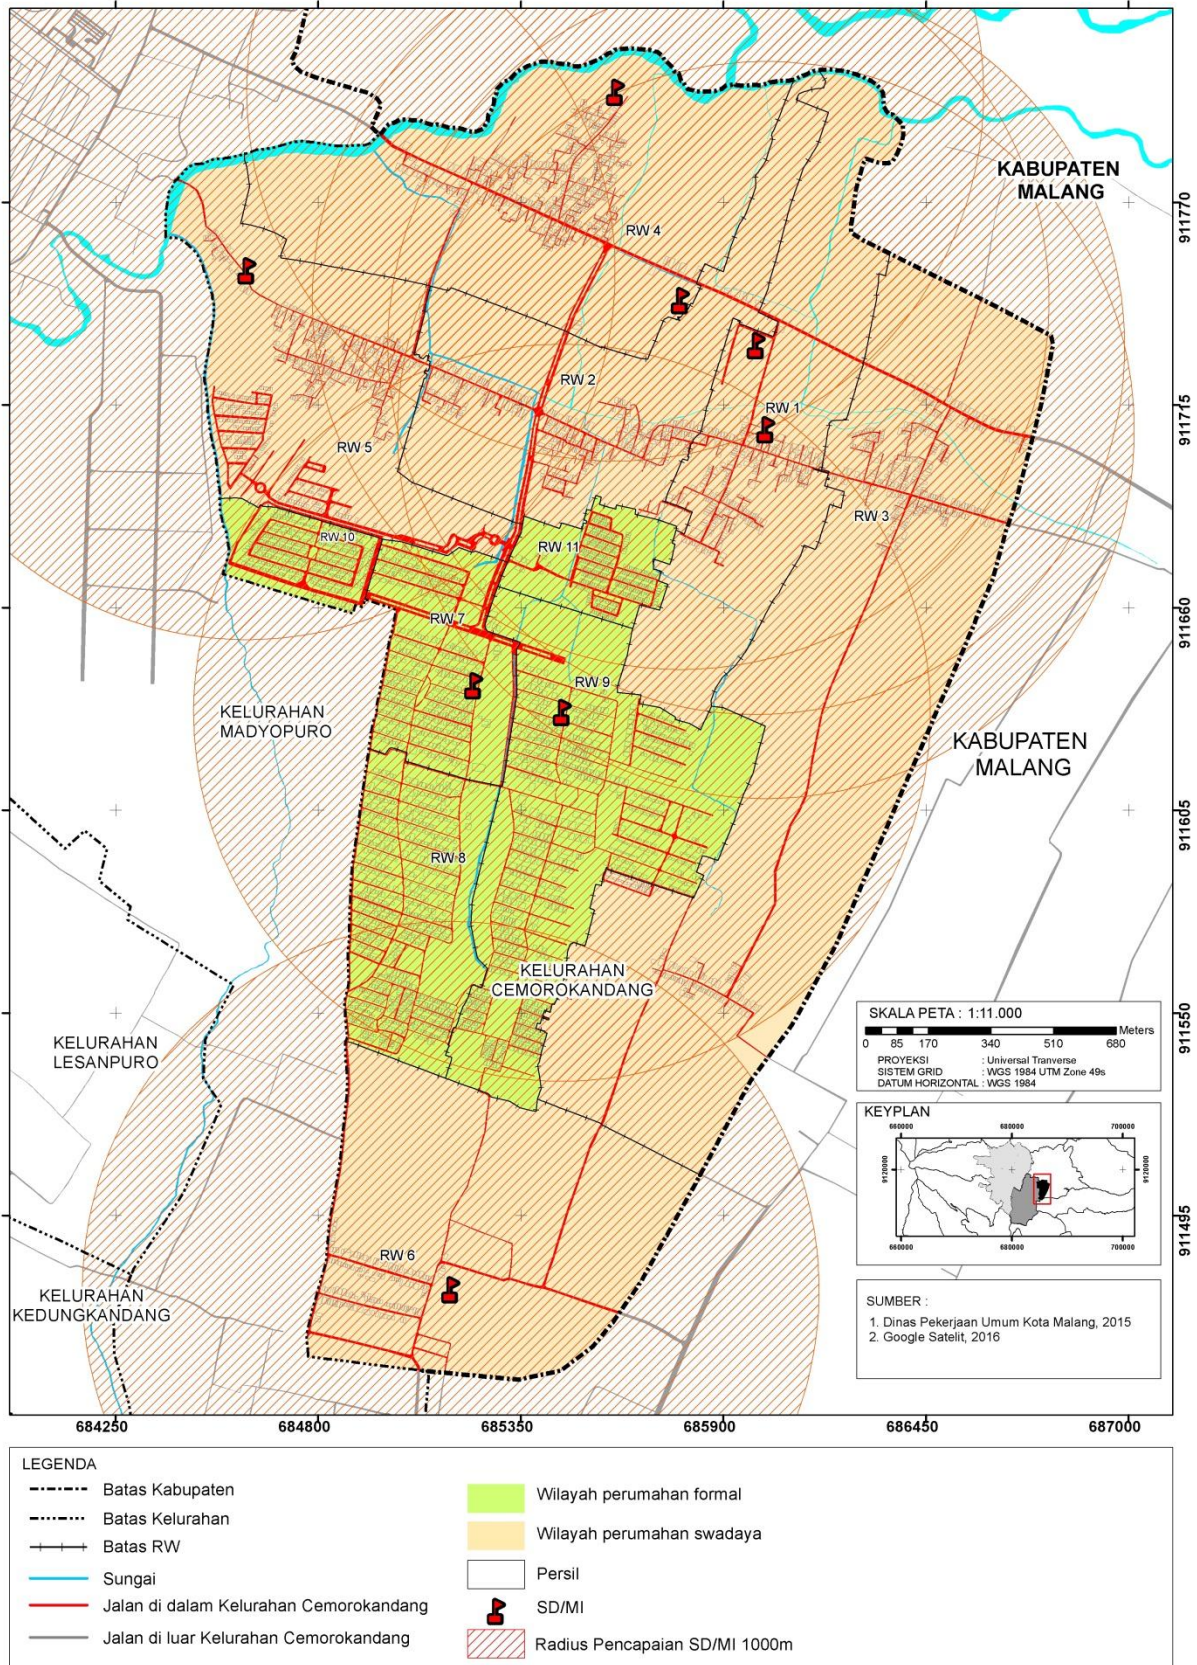 KABUPATEN
MALANG
911770
RW 4
RW 2
RW 1
911715
RW 5
RW 3
RW 10
RW 11
911660
RW 7
RW 9
KELURAHAN
MADYOPURO
KABUPATEN
MALANG
911605
RW 8
KELURAHAN
CEMOROKANDANG
KELURAHAN
LESANPURO
911550
SKALA PETA : 1:11.000
Meters
0 85 170 340 510 680
PROYEKSI : Universal Tranverse
SISTEM GRID : WGS 1984 UTM Zone 49s
DATUM HORIZONTAL : WGS 1984
KEYPLAN
660000 680000 700000
9120000 9120000
660000 680000 700000
911495
RW 6
KELURAHAN
KEDUNGKANDANG
SUMBER :
1. Dinas Pekerjaan Umum Kota Malang, 2015
2. Google Satelit, 2016
684250 684800 685350 685900 686450 687000
LEGENDA
Batas Kabupaten
Batas Kelurahan
Batas RW
Sungai
Jalan di dalam Kelurahan Cemorokandang
Jalan di luar Kelurahan Cemorokandang
Wilayah perumahan formal
Wilayah perumahan swadaya
Persil
SD/MI
Radius Pencapaian SD/MI 1000m